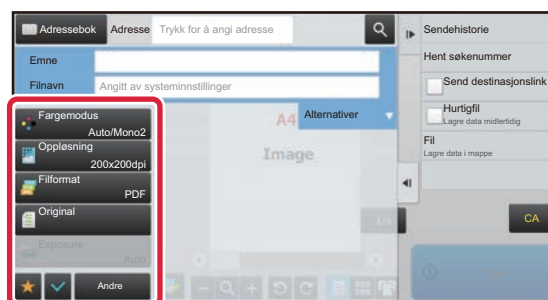 Adressebok Adresse Trykk for å angi adresse
Emne
Filnavn Angitt av systeminnstillinger
Alternativer
Fargemodus
Auto/Mono2
Oppløsning
200x200dpi
Filformat
PDF
Original
Exposure
Auto
Andre
A4
Image
1/1
Sendehistorie
Hent søkenummer
Send destinasjonslink
Hurtigfil
Lagre data midlertidig
Fil
Lagre data i mappe
CA